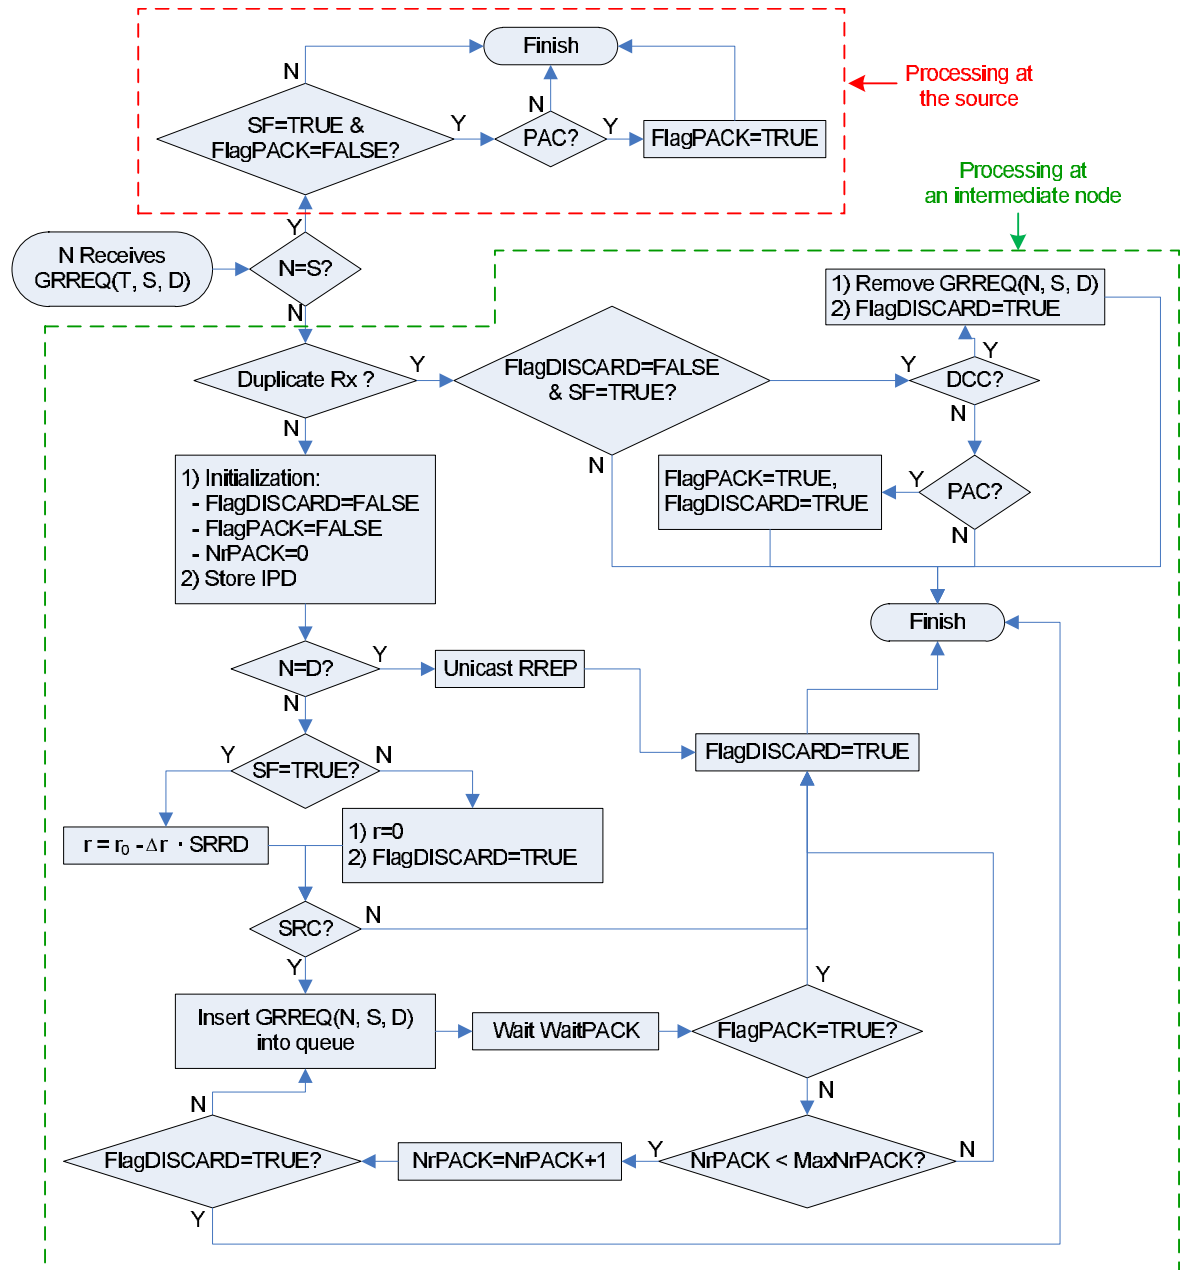 Finish
N
SF=TRUE &
FlagPACK=FALSE?
Y
N
PAC?
Y
FlagPACK=TRUE
Processing at
the source
Processing at
an intermediate node
Y
N Receives
GRREQ(T, S, D)
N=S?
N
1) Remove GRREQ(N, S, D)
2) FlagDISCARD=TRUE
Duplicate Rx ?
Y
FlagDISCARD=FALSE
& SF=TRUE?
Y
Y
DCC?
N
N
N
1) Initialization:
- FlagDISCARD=FALSE
- FlagPACK=FALSE
- NrPACK=0
2) Store IPD
FlagPACK=TRUE,
FlagDISCARD=TRUE
Y
PAC?
N
Finish
N=D?
Y
Unicast RREP
N
FlagDISCARD=TRUE
Y
SF=TRUE?
N
r = r₀ - Δr · SRRD
1) r=0
2) FlagDISCARD=TRUE
SRC?
N
Y
Y
Insert GRREQ(N, S, D)
into queue
Wait WaitPACK
FlagPACK=TRUE?
N
N
FlagDISCARD=TRUE?
NrPACK=NrPACK+1
Y
NrPACK < MaxNrPACK?
N
Y